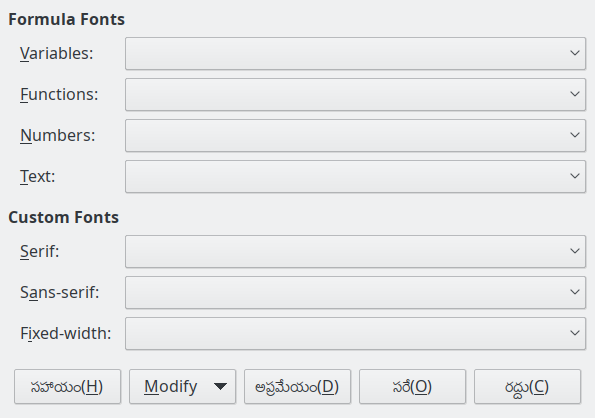 Formula Fonts
Variables:
Functions:
Numbers:
Text:
Custom Fonts
Serif:
Sans-serif:
Fixed-width:
సహాయం(H) Modify అప్రమేయం(D) సరే(O) రద్దు(C)